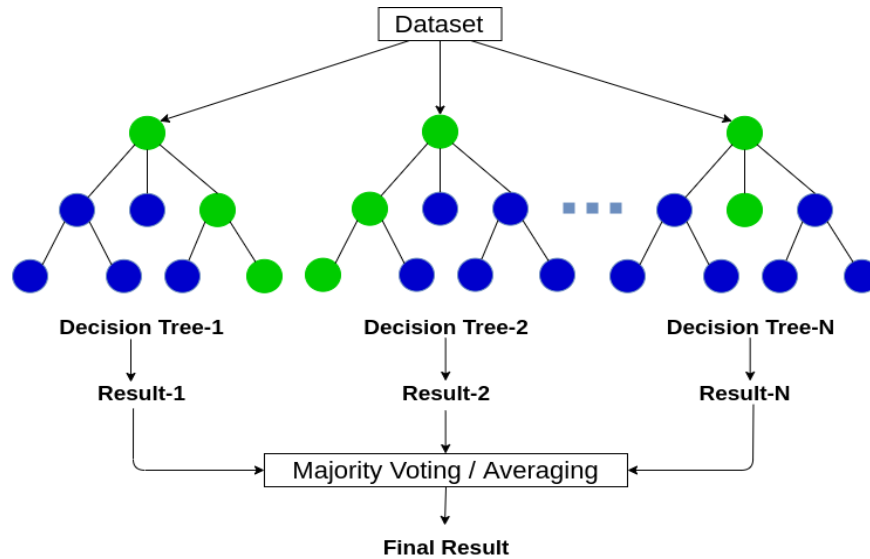 Dataset
Decision Tree-1
Decision Tree-2
Decision Tree-N
Result-1
Result-2
Result-N
Majority Voting / Averaging
Final Result